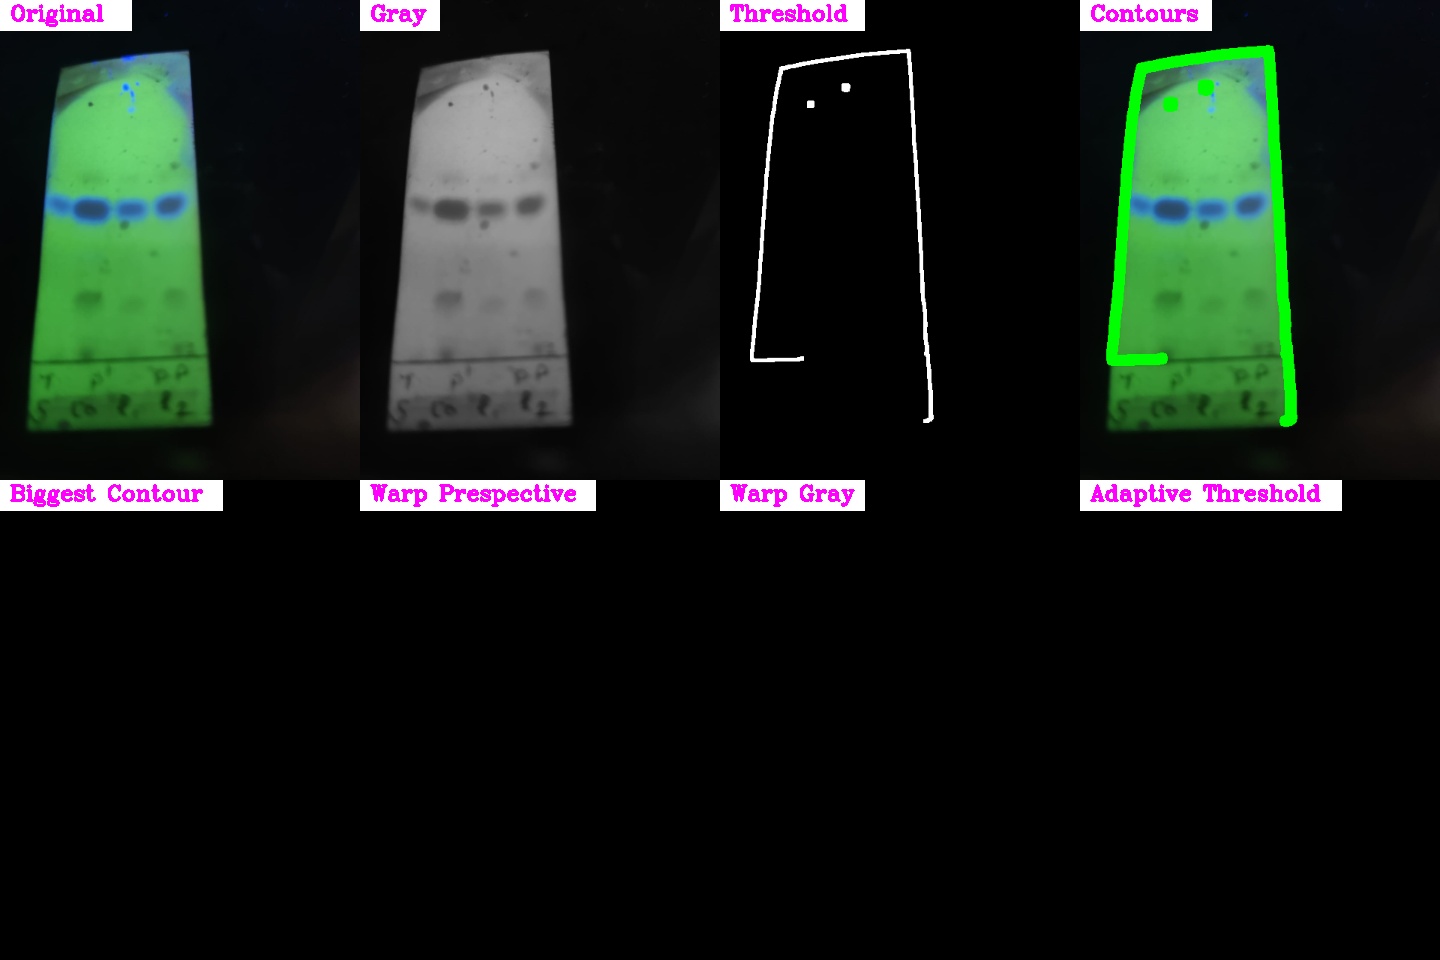 Original
Gray
Threshold
Contours
Biggest Contour
Warp Prespective
Warp Gray
Adaptive Threshold